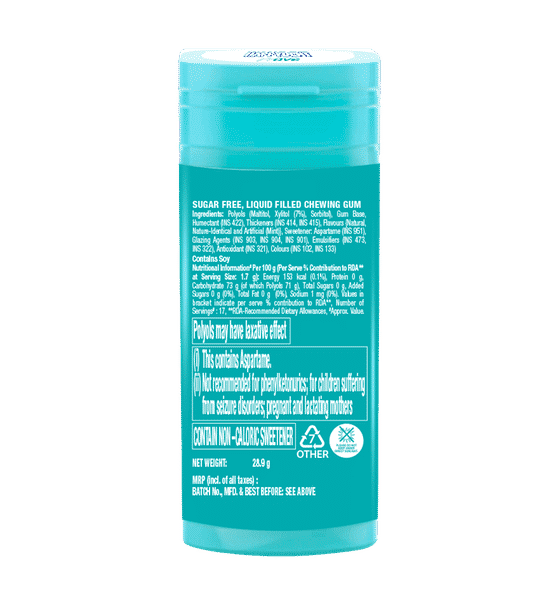 SUGAR FREE, LIQUID FILLED CHEWING GUM
Ingredients: Polyols (Maltitol, Xylitol (7%), Sorbitol), Gum Base,
Humectant (INS 422), Thickeners (INS 414, INS 415), Flavours (Natural,
Nature-Identical and Artificial (Mint)), Sweetener: Aspartame (INS 951),
Glazing Agents (INS 903, INS 904, INS 901), Emulsifiers (INS 473,
INS 322), Antioxidant (INS 321), Colours (INS 102, INS 133)
Contains Soy
Nutritional Information# Per 100 g (Per Serve % Contribution to RDA**
at Serving Size: 1.7 g): Energy 153 kcal (0.1%), Protein 0 g,
Carbohydrate 73 g (of which Polyols 71 g), Total Sugars 0 g, Added
Sugars 0 g (0%), Total Fat 0 g (0%), Sodium 1 mg (0%). Values in
bracket indicate per serve % contribution to RDA**. Number of
Servings# : 17, **RDA-Recommended Dietary Allowances, #Approx. Value.
Polyols may have laxative effect
(i) This contains Aspartame.
(ii) Not recommended for phenylketonurics; for children suffering
from seizure disorders; pregnant and lactating mothers
CONTAIN NON-CALORIC SWEETENER
7
OTHER
NET WEIGHT: 28.9 g
MRP (incl. of all taxes) :
BATCH No., MFD. & BEST BEFORE: SEE ABOVE